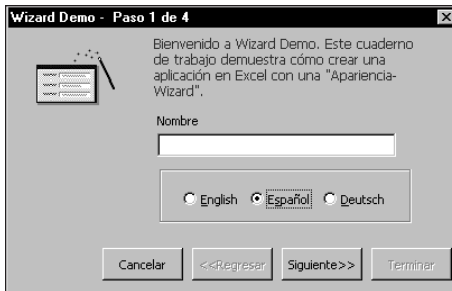 Wizard Demo - Paso 1 de 4
Bienvenido a Wizard Demo. Este cuaderno
de trabajo demuestra cómo crear una
aplicación en Excel con una "Apariencia-
Wizard".
Nombre
English Español Deutsch
Cancelar <<Regresar Siguiente>> Terminar